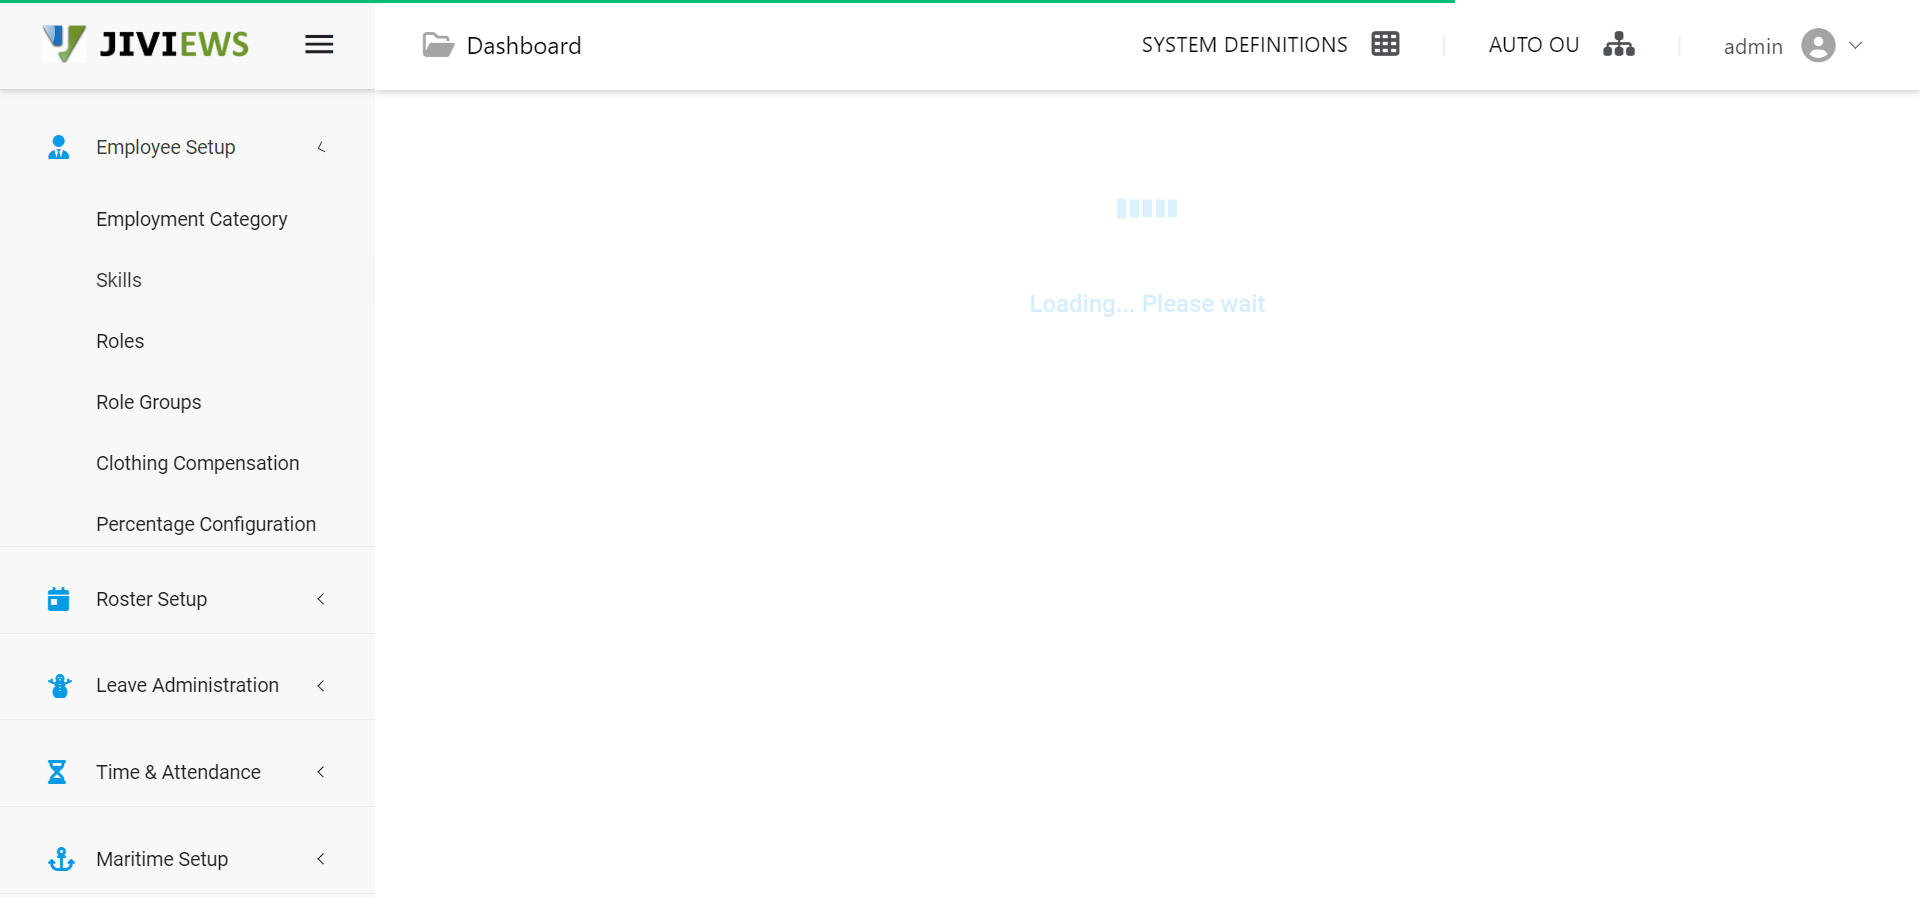 JIVIEWS
Dashboard
SYSTEM DEFINITIONS
AUTO OU
admin
Employee Setup
Employment Category
Skills
Roles
Role Groups
Clothing Compensation
Percentage Configuration
Roster Setup
Leave Administration
Time & Attendance
Maritime Setup
Loading... Please wait